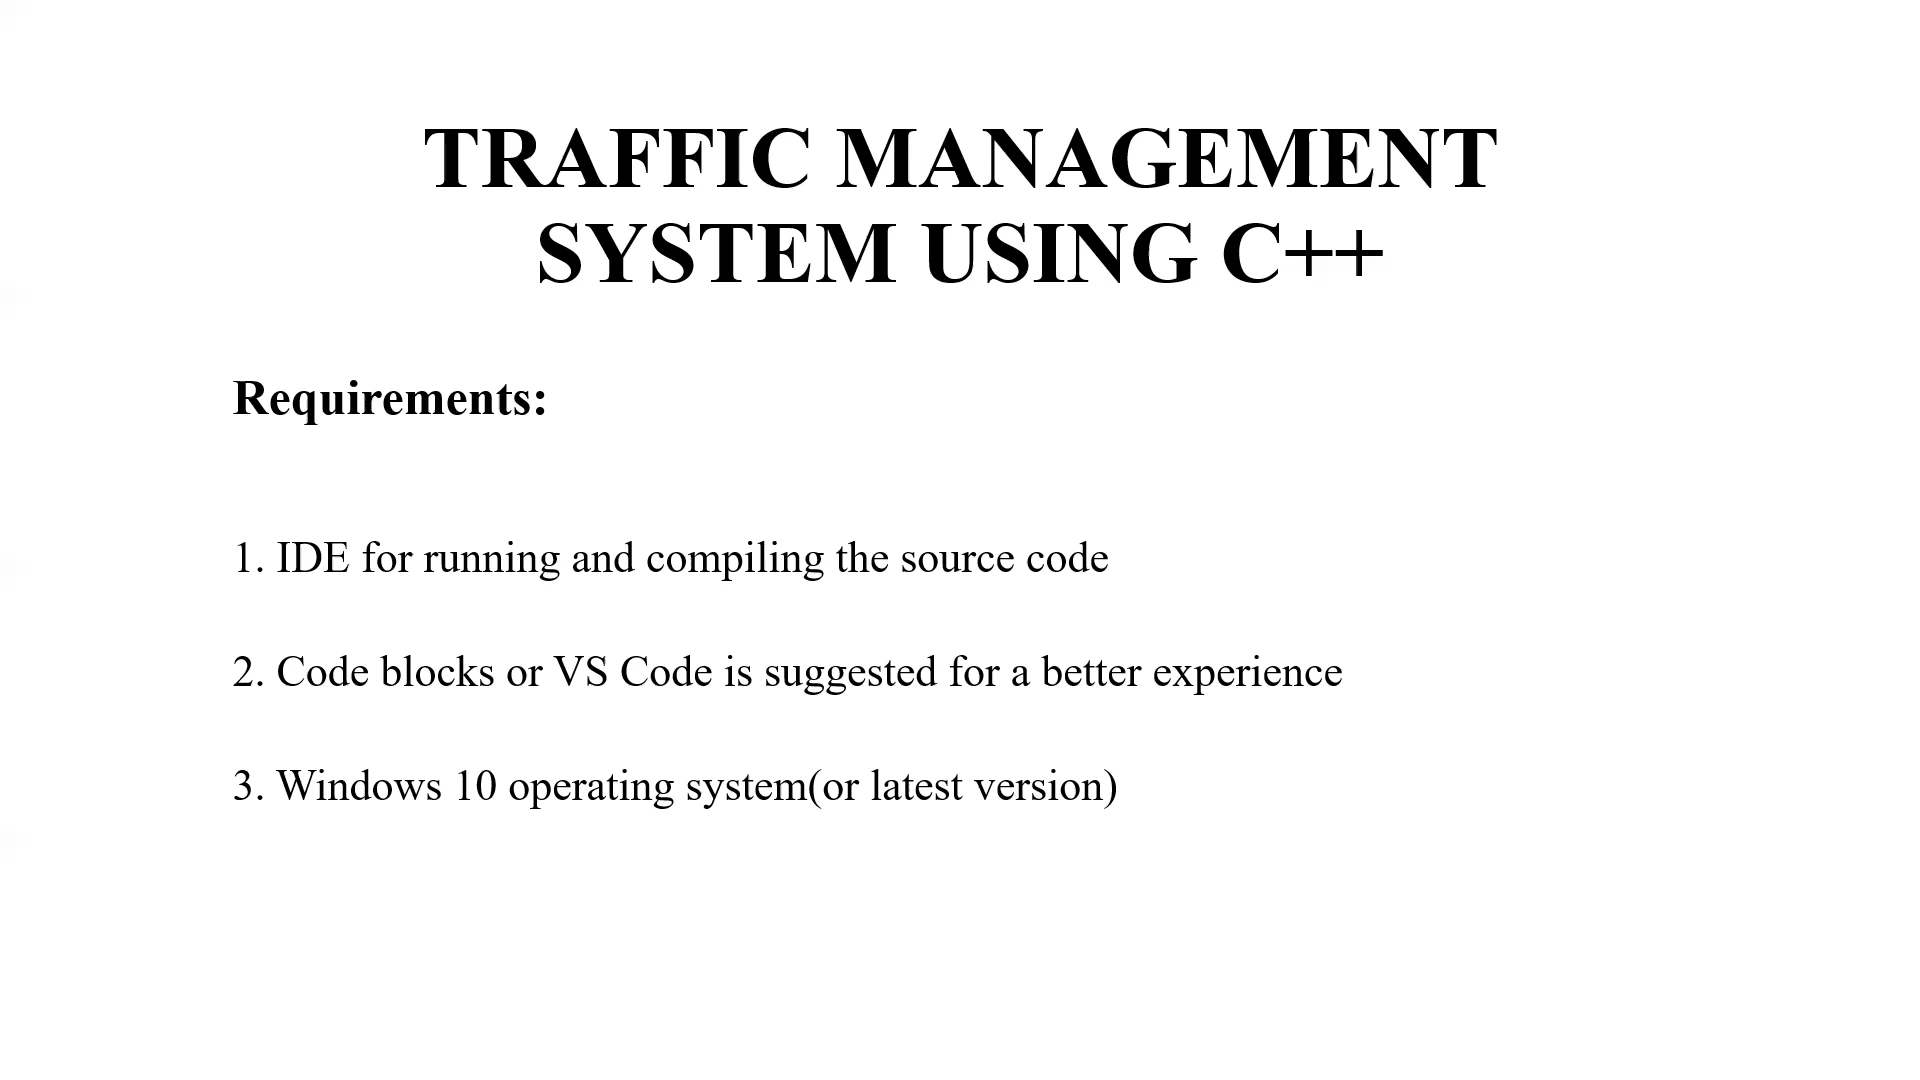 TRAFFIC MANAGEMENT
SYSTEM USING C++
Requirements:
1. IDE for running and compiling the source code
2. Code blocks or VS Code is suggested for a better experience
3. Windows 10 operating system(or latest version)